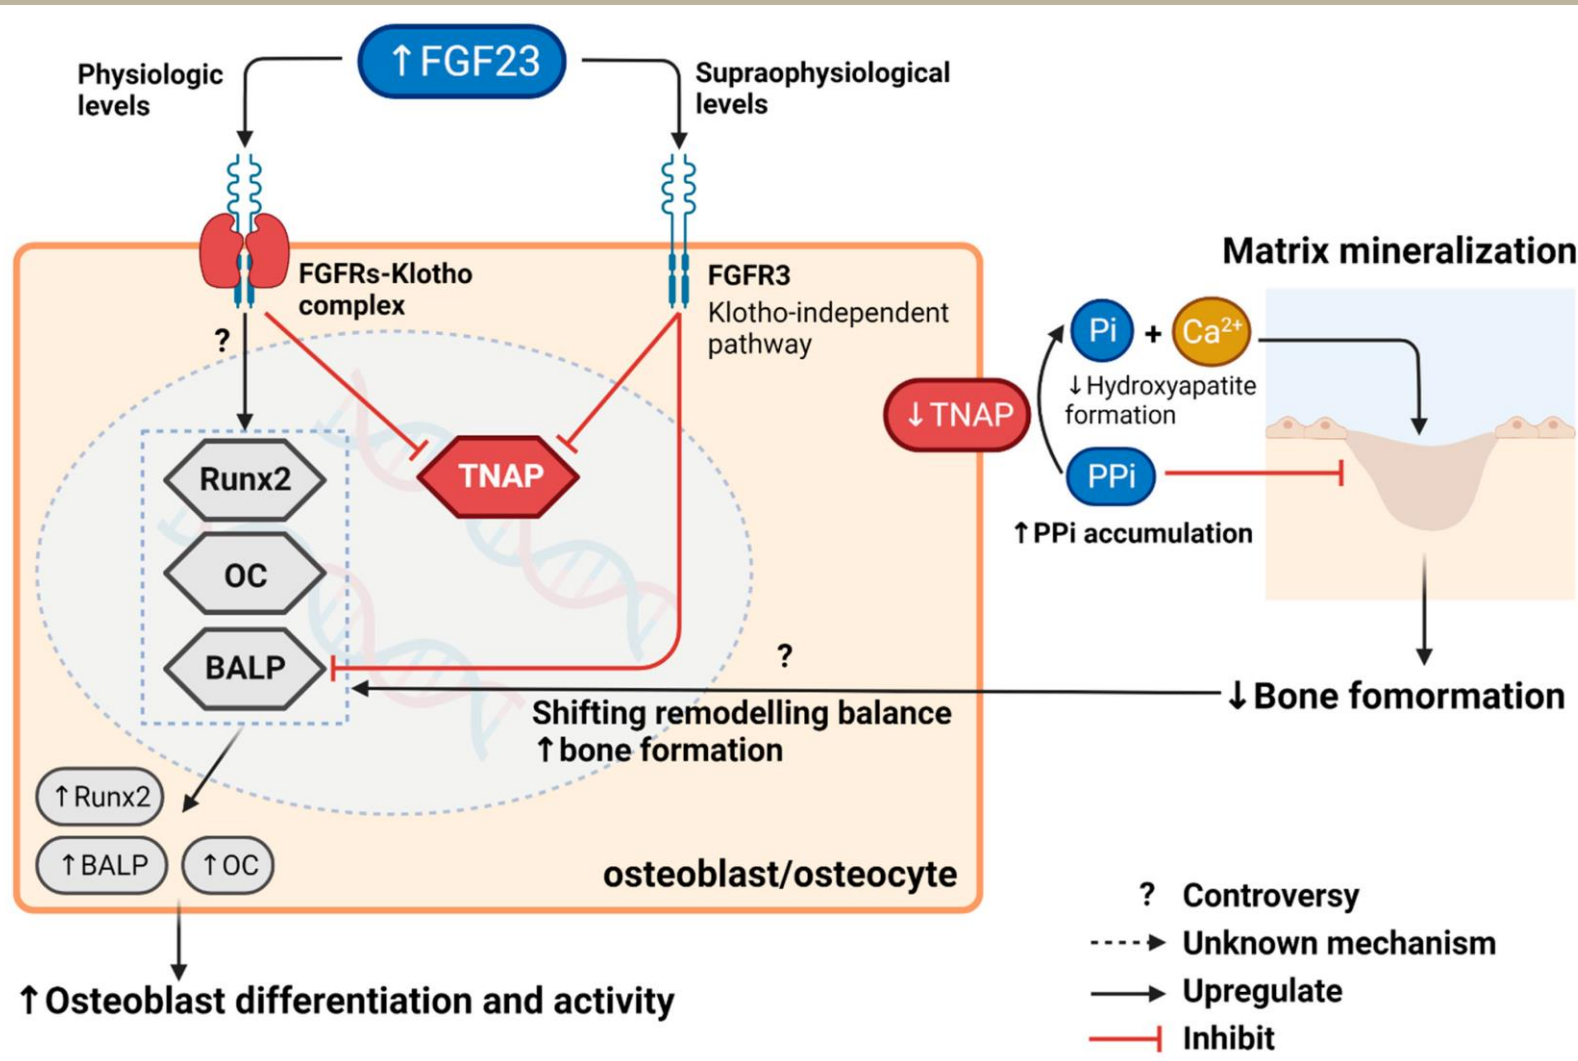 ↑FGF23
Physiologic
levels
Supraophysiological
levels
FGFRs-Klotho
complex
FGFR3
Klotho-independent
pathway
?
Runx2
OC
BALP
TNAP
↓TNAP
Matrix mineralization
Pi + Ca²⁺
↓Hydroxyapatite
formation
PPi
↑PPi accumulation
?
Shifting remodelling balance
↑bone formation
↓Bone fomormation
↑Runx2
↑BALP
↑OC
osteoblast/osteocyte
↑Osteoblast differentiation and activity
? Controversy
Unknown mechanism
Upregulate
Inhibit